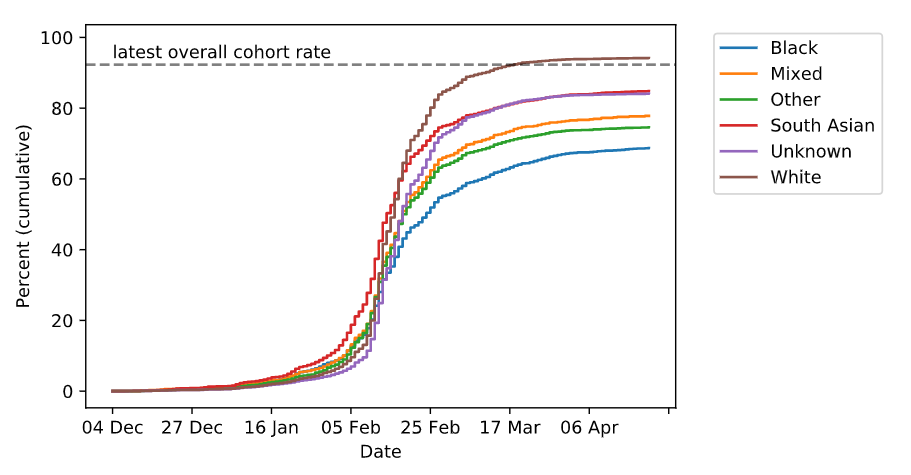 latest overall cohort rate
100
80
60
40
20
0
Percent (cumulative)
04 Dec
27 Dec
16 Jan
05 Feb
25 Feb
17 Mar
06 Apr
Date
Black
Mixed
Other
South Asian
Unknown
White